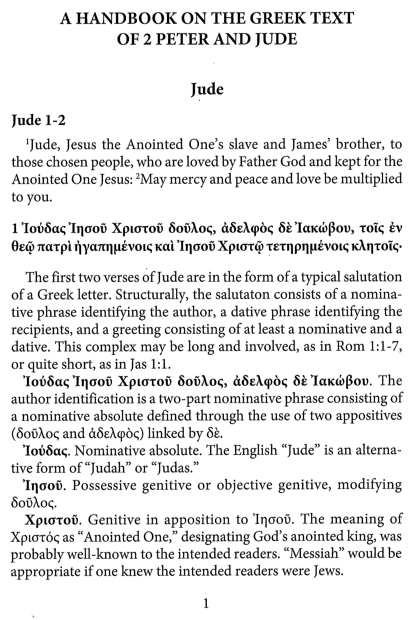 A HANDBOOK ON THE GREEK TEXT
OF 2 PETER AND JUDE
Jude
Jude 1-2
¹Jude, Jesus the Anointed One's slave and James' brother, to
those chosen people, who are loved by Father God and kept for the
Anointed One Jesus: ²May mercy and peace and love be multiplied
to you.
1 Ἰούδας Ἰησοῦ Χριστοῦ δοῦλος, ἀδελφὸς δὲ Ἰακώβου, τοῖς ἐν
θεῷ πατρὶ ἠγαπημένοις καὶ Ἰησοῦ Χριστῷ τετηρημένοις κλητοῖς·
The first two verses of Jude are in the form of a typical salutation
of a Greek letter. Structurally, the salutaton consists of a nomina-
tive phrase identifying the author, a dative phrase identifying the
recipients, and a greeting consisting of at least a nominative and a
dative. This complex may be long and involved, as in Rom 1:1-7,
or quite short, as in Jas 1:1.
Ἰούδας Ἰησοῦ Χριστοῦ δοῦλος, ἀδελφὸς δὲ Ἰακώβου. The
author identification is a two-part nominative phrase consisting of
a nominative absolute defined through the use of two appositives
(δοῦλος and ἀδελφὸς) linked by δὲ.
Ἰούδας. Nominative absolute. The English "Jude" is an alterna-
tive form of "Judah" or "Judas."
Ἰησοῦ. Possessive genitive or objective genitive, modifying
δοῦλος.
Χριστοῦ. Genitive in apposition to Ἰησοῦ. The meaning of
Χριστός as "Anointed One," designating God's anointed king, was
probably well-known to the intended readers. "Messiah" would be
appropriate if one knew the intended readers were Jews.
1